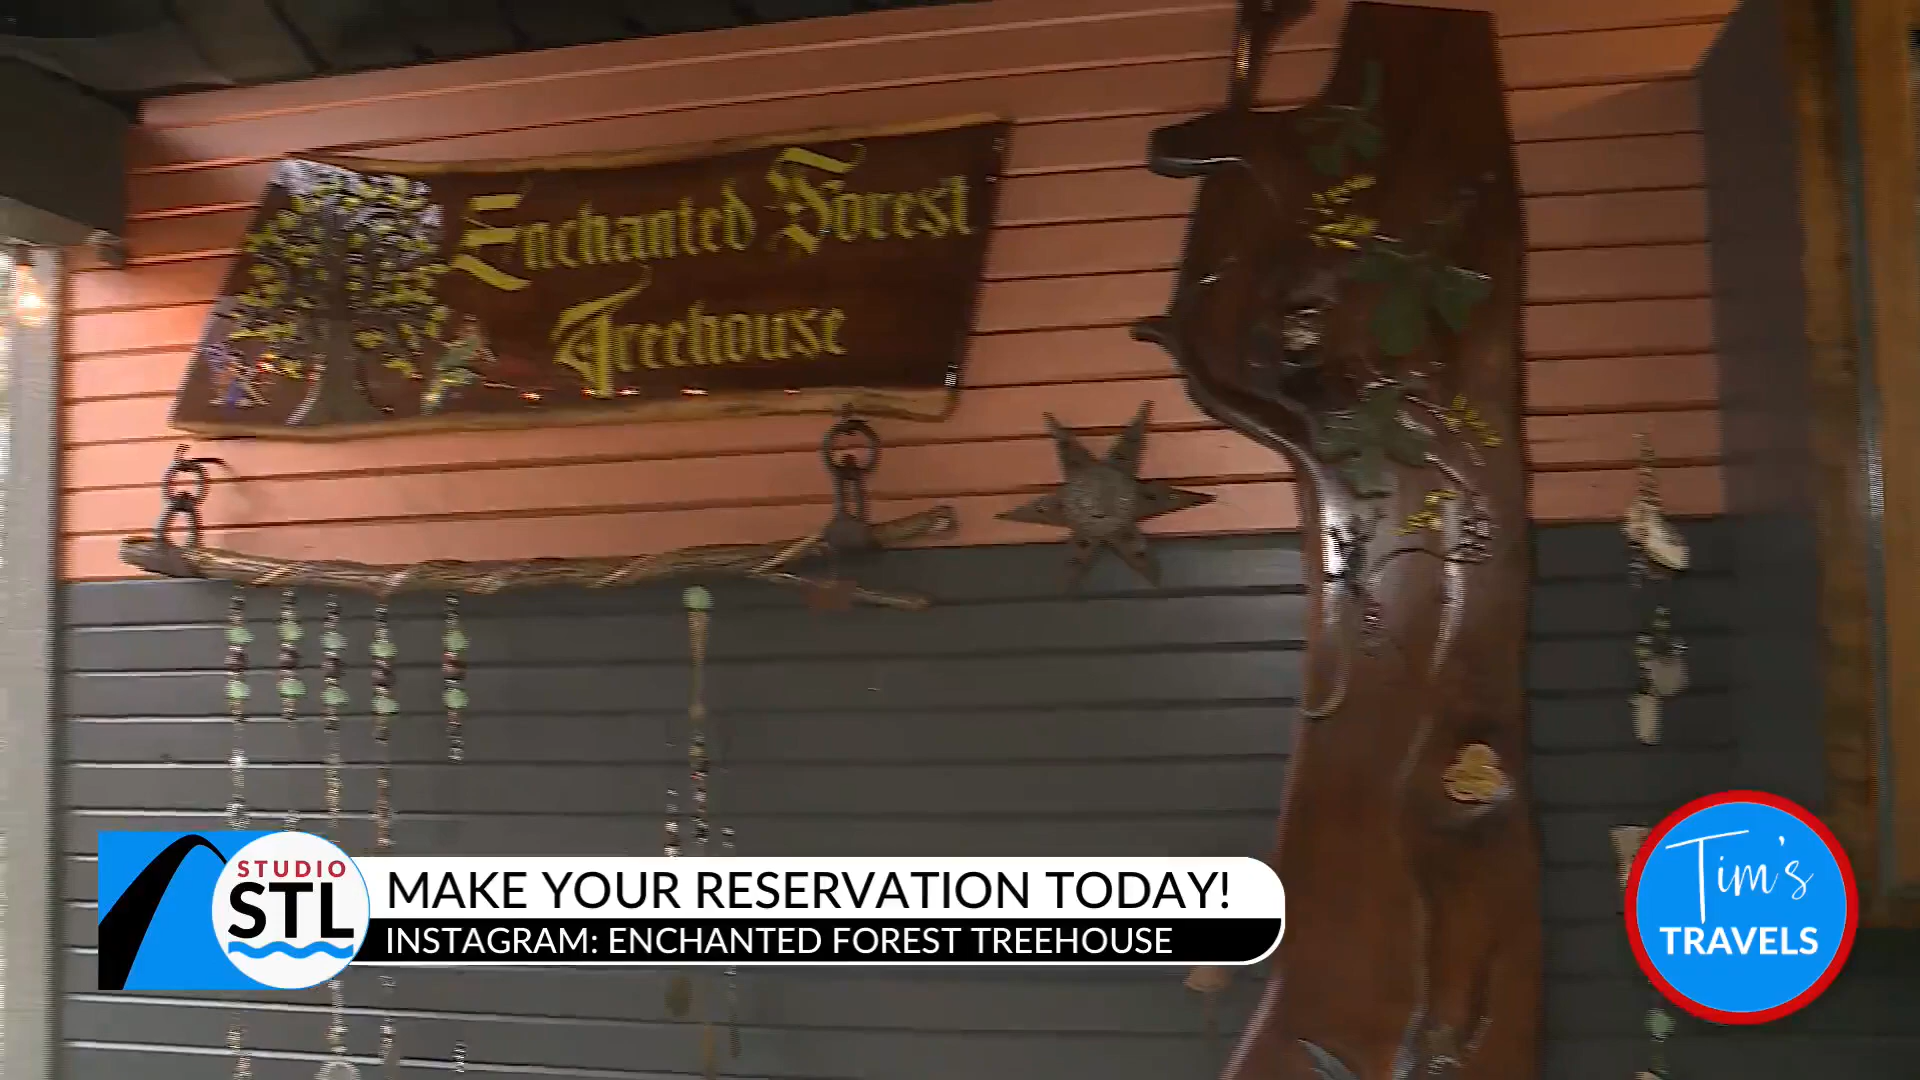 Enchanted Forest
Treehouse
STUDIO
STL
MAKE YOUR RESERVATION TODAY!
INSTAGRAM: ENCHANTED FOREST TREEHOUSE
Tim's
TRAVELS